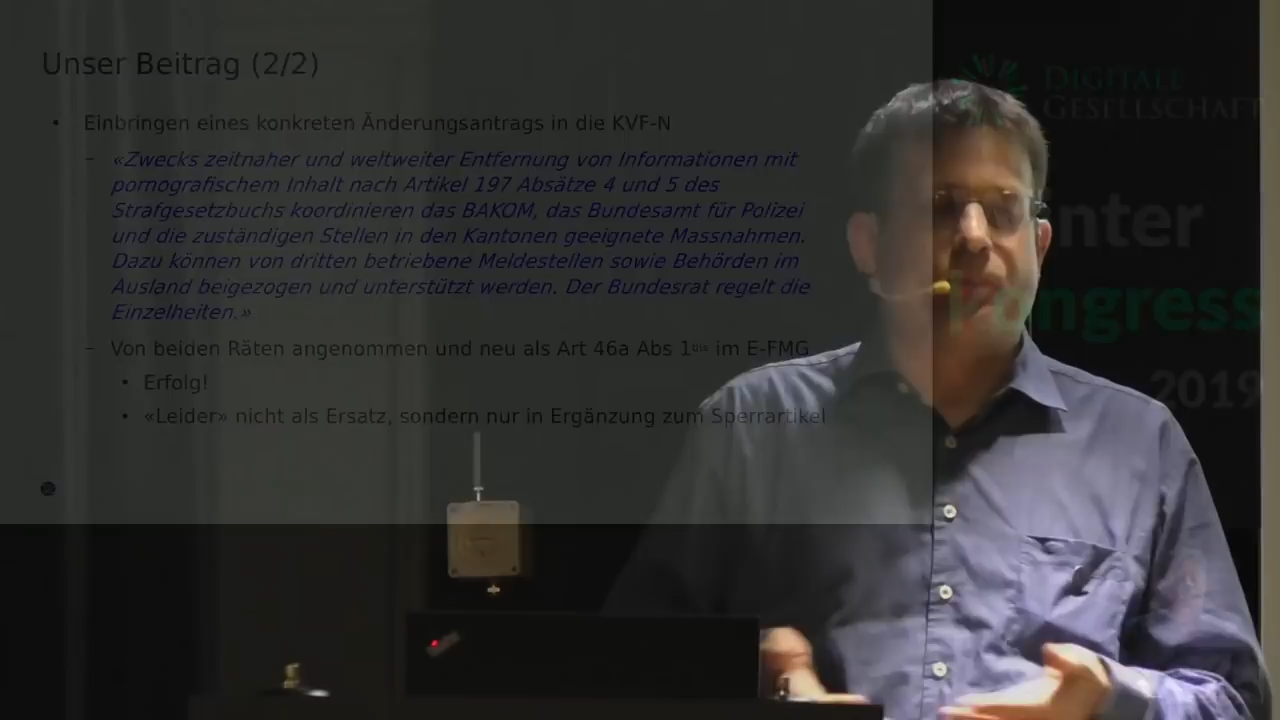 Unser Beitrag (2/2)
• Einbringen eines konkreten Änderungsantrags in die KVF-N
– «Zwecks zeitnaher und weltweiter Entfernung von Informationen mit
pornografischem Inhalt nach Artikel 197 Absätze 4 und 5 des
Strafgesetzbuchs koordinieren das BAKOM, das Bundesamt für Polizei
und die zuständigen Stellen in den Kantonen geeignete Massnahmen.
Dazu können von dritten betriebene Meldestellen sowie Behörden im
Ausland beigezogen und unterstützt werden. Der Bundesrat regelt die
Einzelheiten.»
– Von beiden Räten angenommen und neu als Art 46a Abs 1bis im E-FMG
• Erfolg!
• «Leider» nicht als Ersatz, sondern nur in Ergänzung zum Sperrartikel
DIGITALE
GESELLSCHAFT
inter
kongress
2019